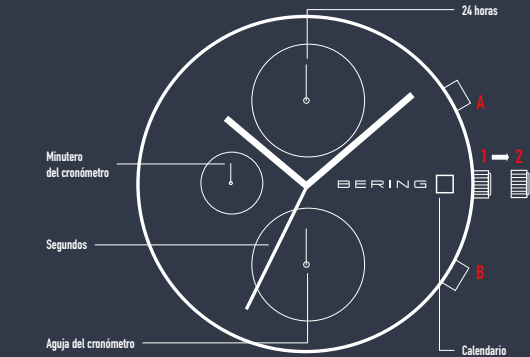 24 horas
A
1 2
Minutero
del cronómetro
BERING
Segundos
B
Aguja del cronómetro
Calendario